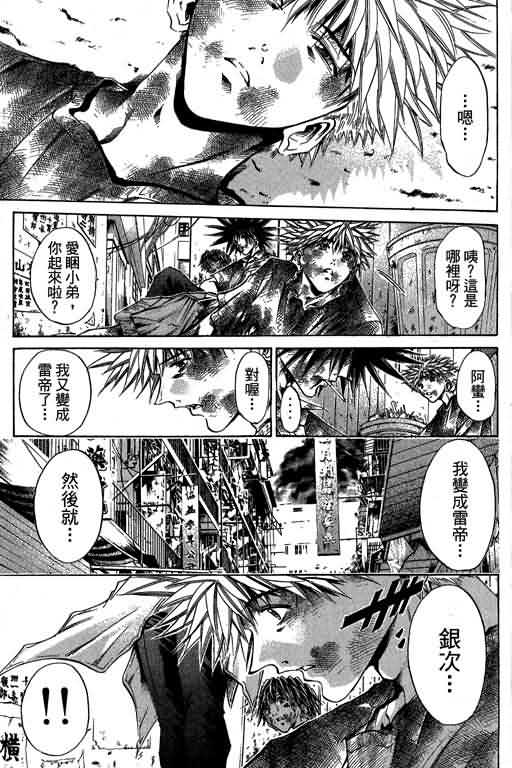 …嗯…
咦？這是
哪裡呀？
愛睏小弟，
你起來啦？
阿蠻…
…
對喔…
我又變成
雷帝了…
我變成
雷帝…
然後就…
銀次…
！！
橫